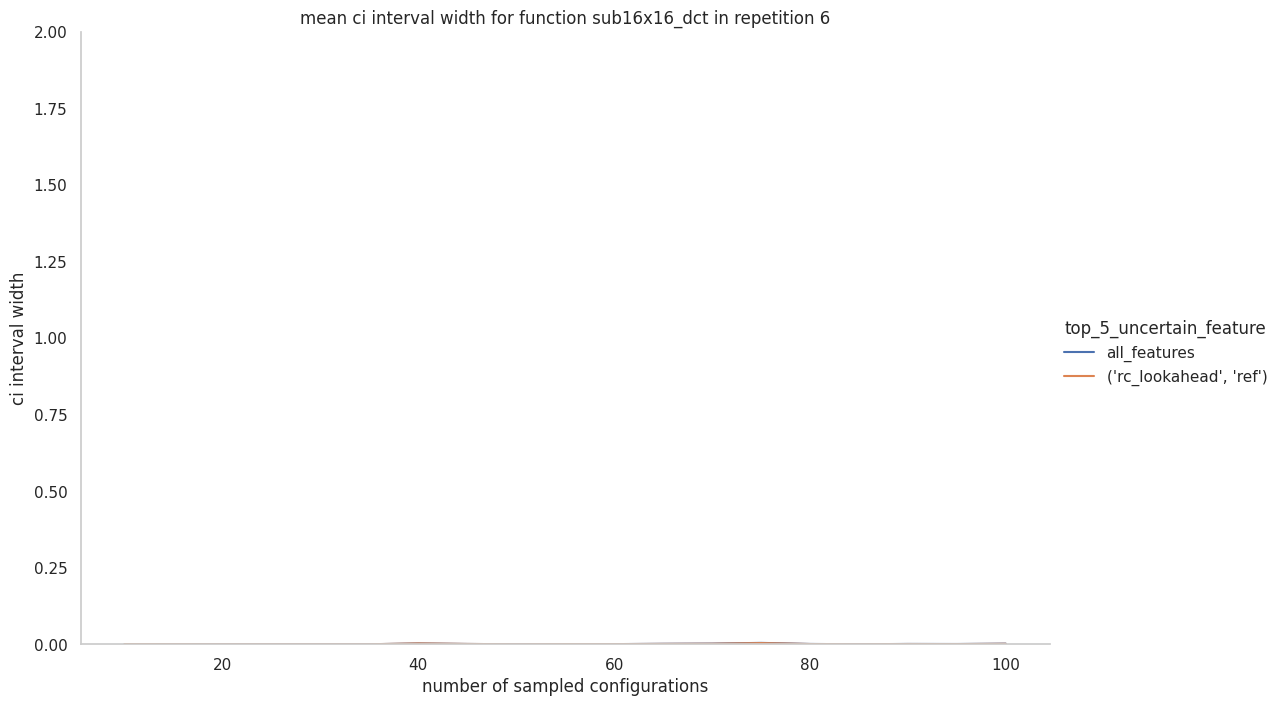 mean ci interval width for function sub16x16_dct in repetition 6
2.00
1.75
1.50
1.25
1.00
0.75
0.50
0.25
0.00
ci interval width
20
40
60
80
100
number of sampled configurations
top_5_uncertain_feature
all_features
('rc_lookahead', 'ref')